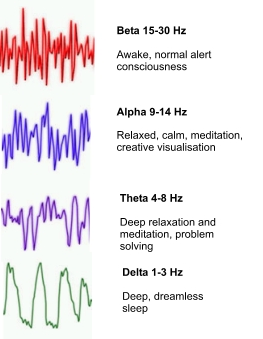 Beta 15-30 Hz
Awake, normal alert
consciousness
Alpha 9-14 Hz
Relaxed, calm, meditation,
creative visualisation
Theta 4-8 Hz
Deep relaxation and
meditation, problem
solving
Delta 1-3 Hz
Deep, dreamless
sleep